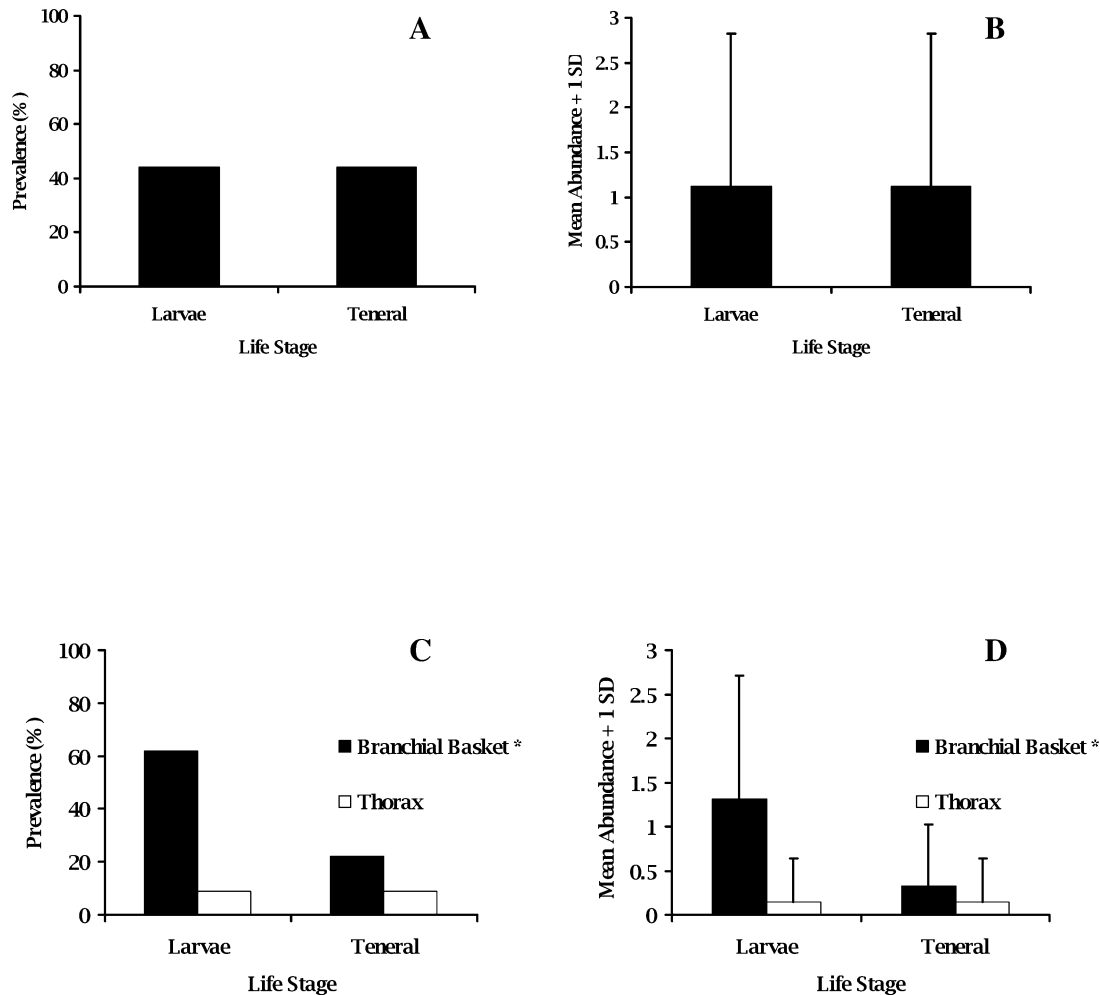 A
100
80
60
40
20
0
Prevalence (%)
Larvae
Teneral
Life Stage
B
3
2.5
2
1.5
1
0.5
0
Mean Abundance + 1 SD
Larvae
Teneral
Life Stage
C
100
80
60
40
20
0
Prevalence (%)
Branchial Basket *
Thorax
Larvae
Teneral
Life Stage
D
3
2.5
2
1.5
1
0.5
0
Mean Abundance + 1 SD
Branchial Basket *
Thorax
Larvae
Teneral
Life Stage